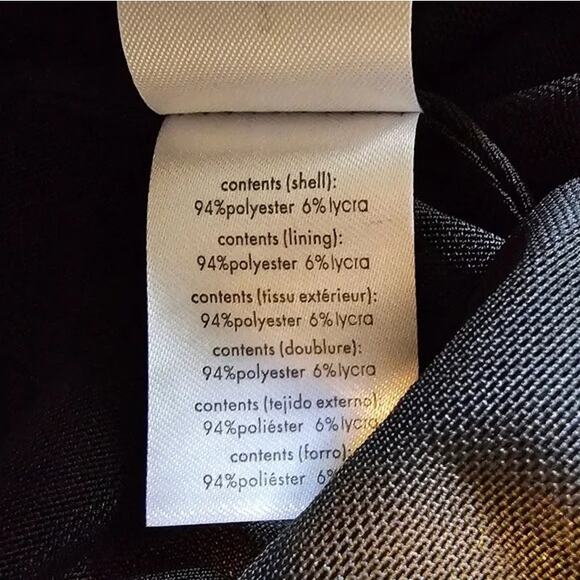 contents (shell):
94%polyester 6%lycra
contents (lining):
94%polyester 6%lycra
contents (tissu extérieur):
94%polyester 6%lycra
contents (doublure):
94%polyester 6%lycra
contents (tejido externo):
94%poliéster 6%lycra
contents (forro):
94%poliéster 6%